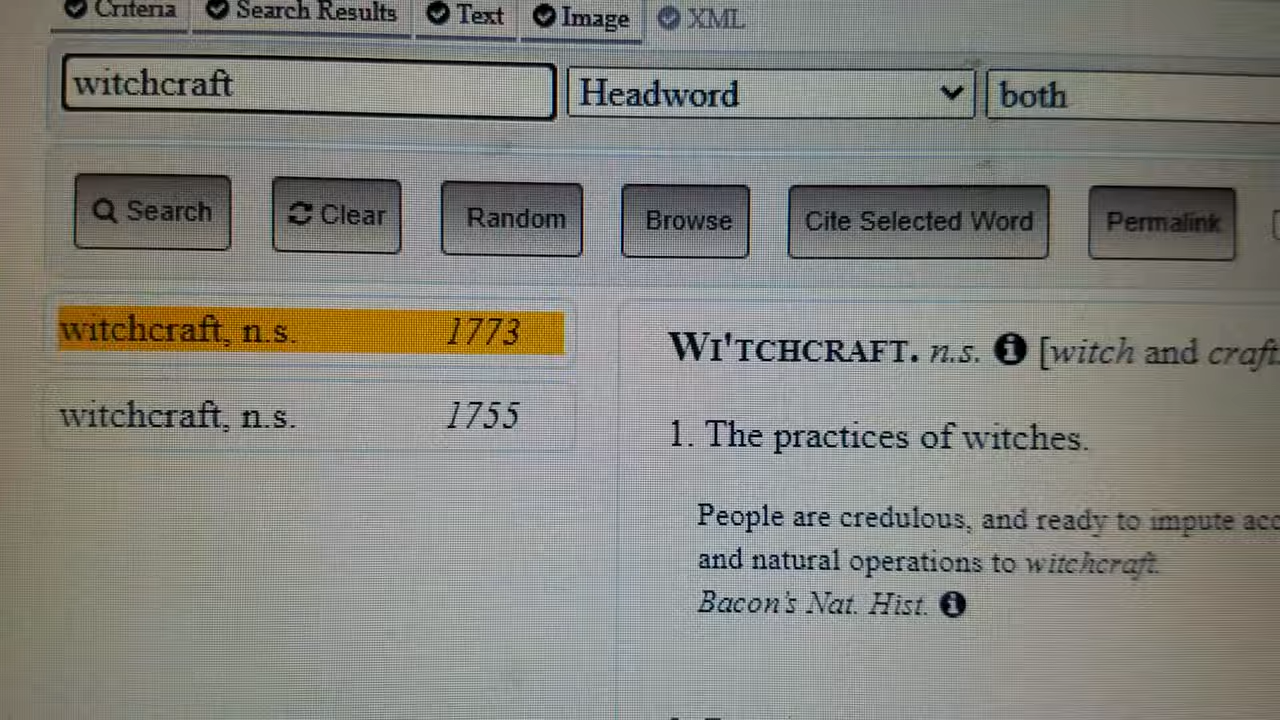 Criteria Search Results Text Image XML
witchcraft Headword both
Search Clear Random Browse Cite Selected Word Permalink
witchcraft, n.s. 1773
witchcraft, n.s. 1755
WI'TCHCRAFT. n.s. [witch and craft
1. The practices of witches.
People are credulous, and ready to impute acc
and natural operations to witchcraft.
Bacon's Nat. Hist.